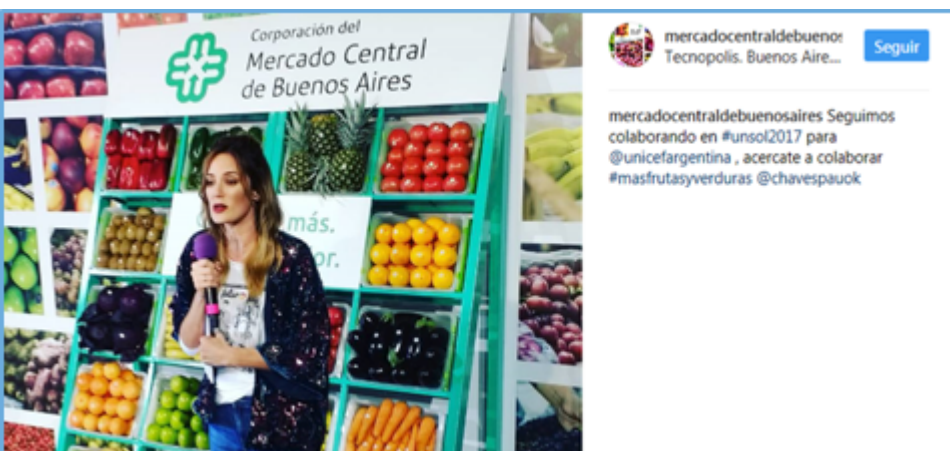 Corporación del
Mercado Central
de Buenos Aires
más.
or.
mercadocentraldebuenos
Tecnopolis. Buenos Aire....
Seguir
mercadocentraldebuenosaires Seguimos
colaborando en #unsol2017 para
@unicefargentina , acercate a colaborar
#masfrutasyverduras @chavespauok